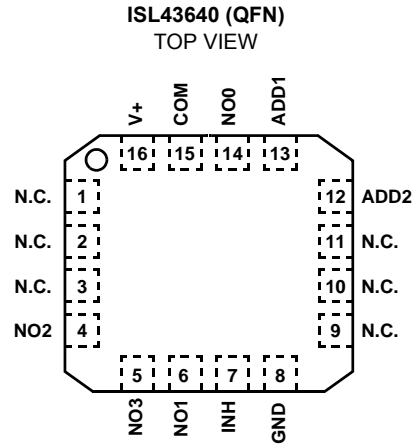 ISL43640 (QFN)
TOP VIEW
V+ COM NO0 ADD1
16 15 14 13
N.C. 1 12 ADD2
N.C. 2 11 N.C.
N.C. 3 10 N.C.
NO2 4 9 N.C.
5 6 7 8
NO3 NO1 INH GND